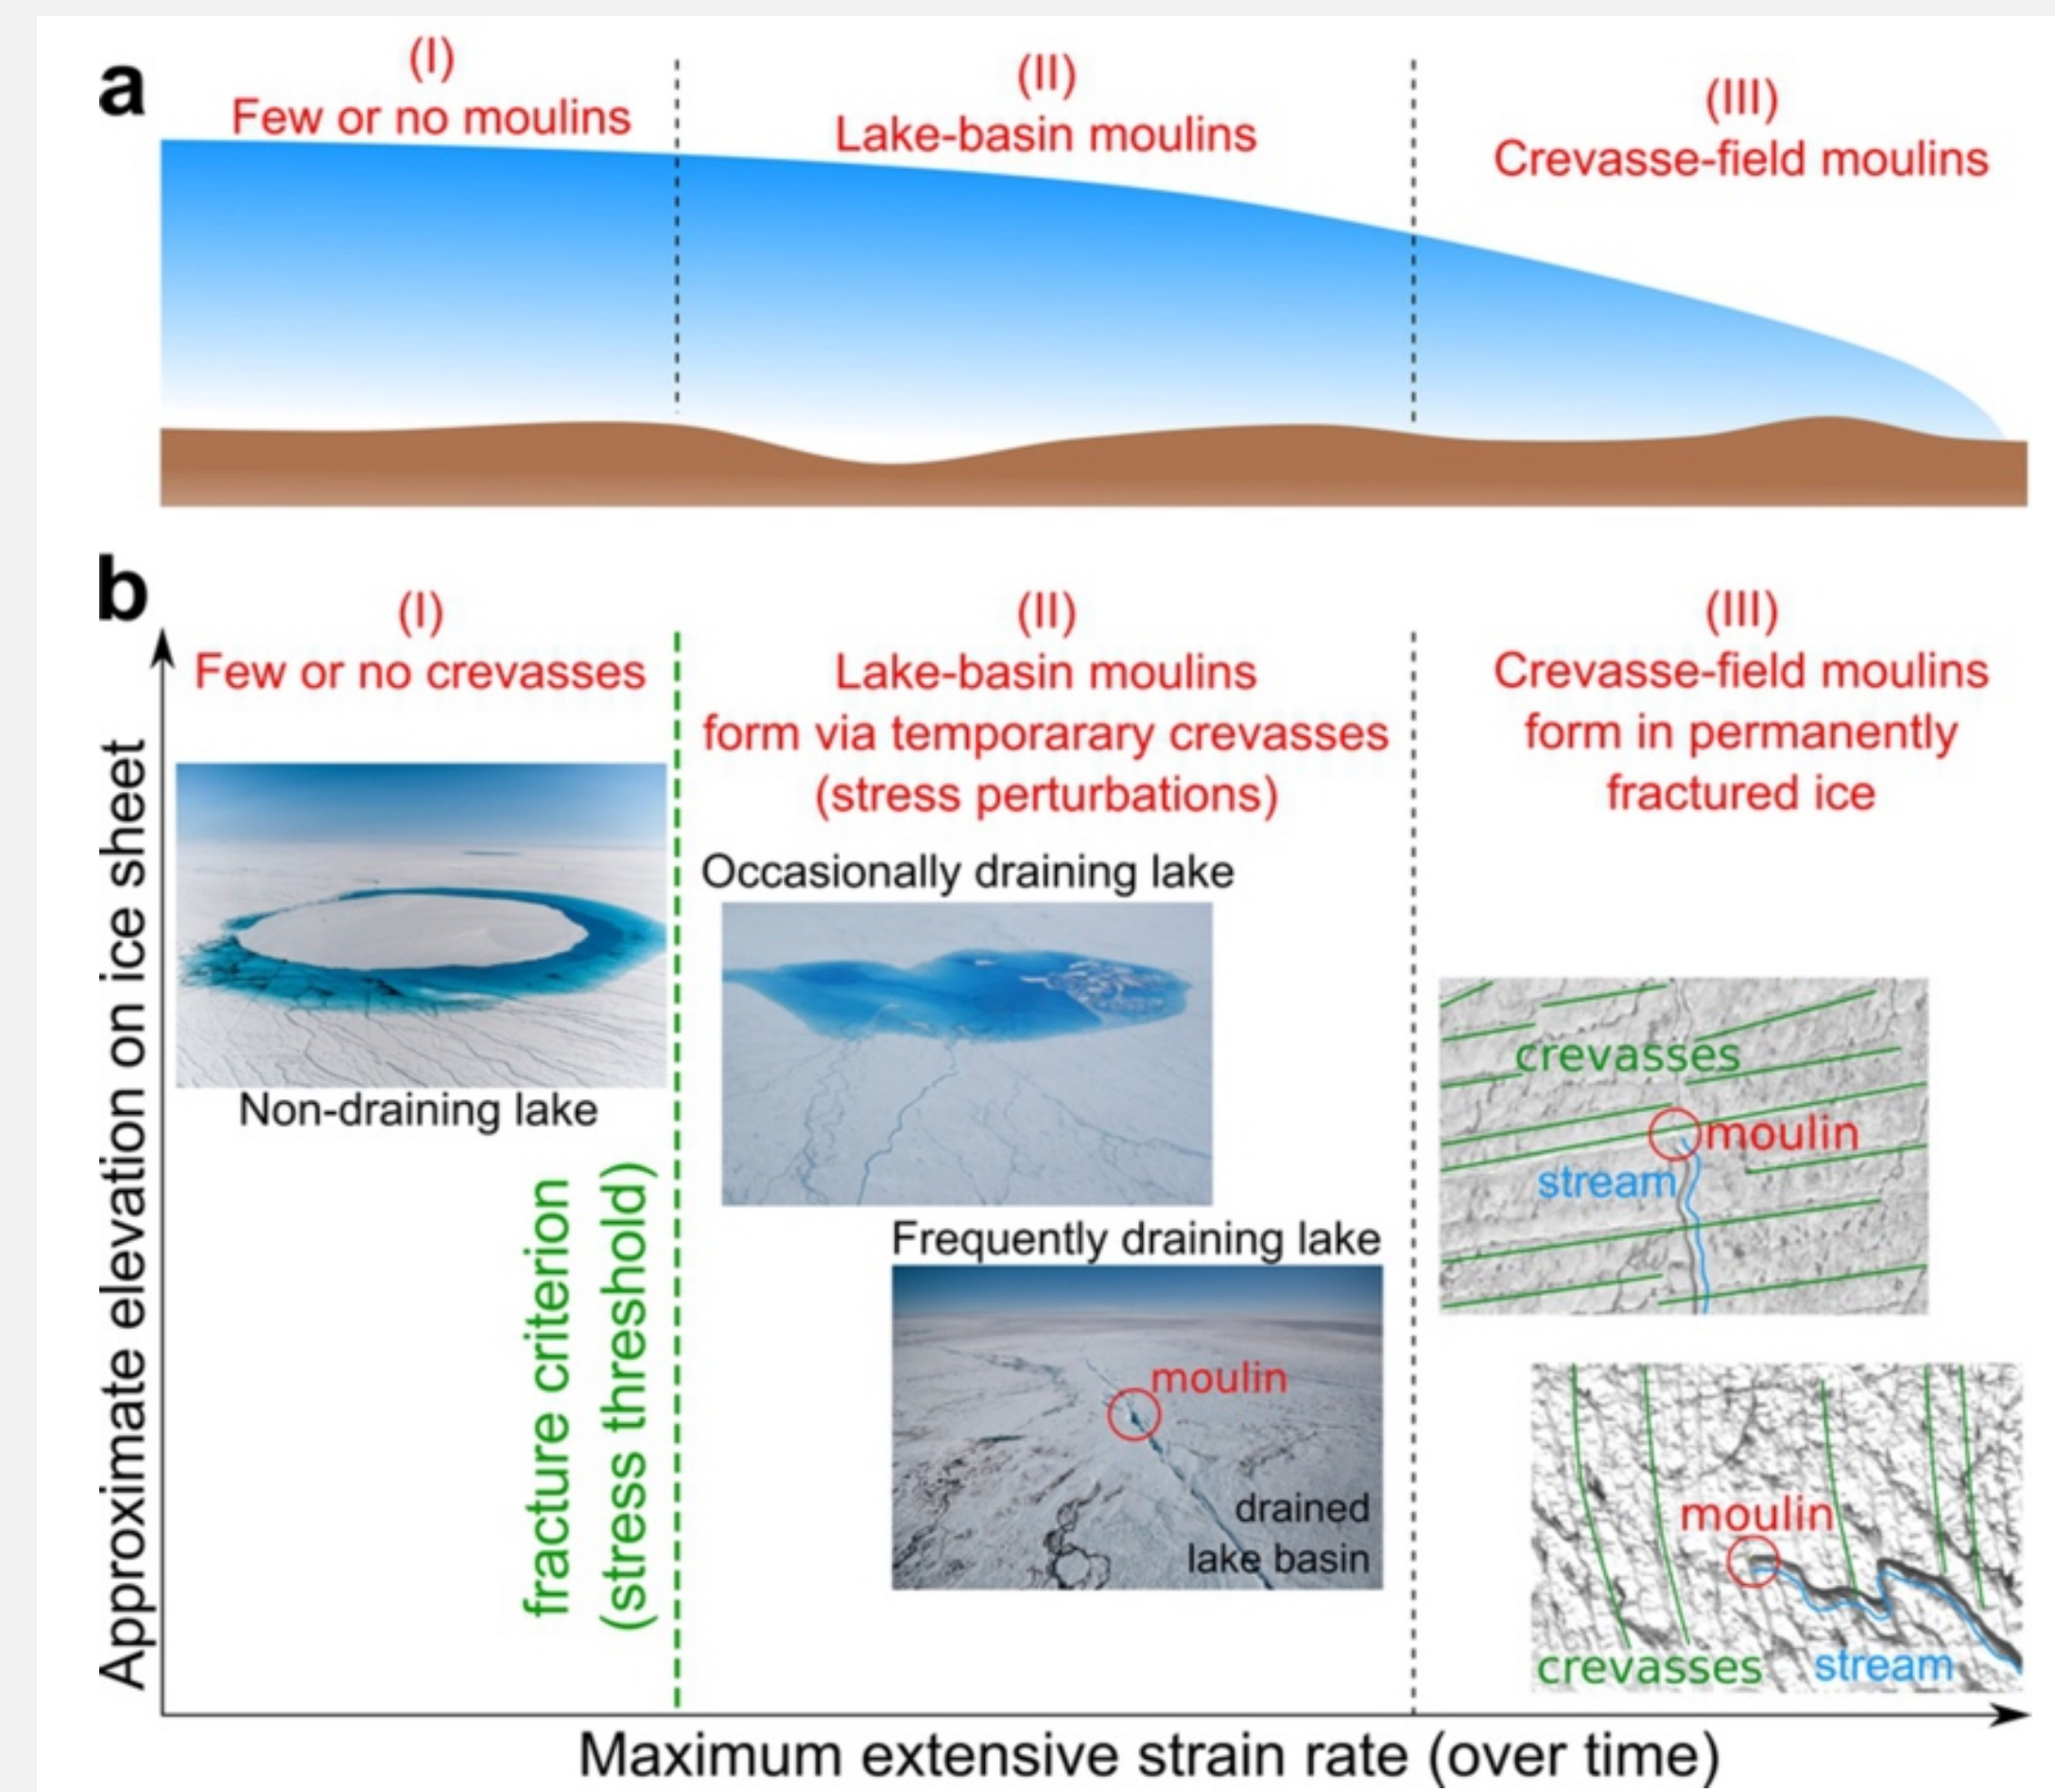 a
(I)
Few or no moulins
(II)
Lake-basin moulins
(III)
Crevasse-field moulins
b
(I)
Few or no crevasses
(II)
Lake-basin moulins
form via temporarary crevasses
(stress perturbations)
(III)
Crevasse-field moulins
form in permanently
fractured ice
Approximate elevation on ice sheet
Non-draining lake
fracture criterion
(stress threshold)
Occasionally draining lake
Frequently draining lake
moulin
drained
lake basin
crevasses
moulin
stream
moulin
crevasses
stream
Maximum extensive strain rate (over time)